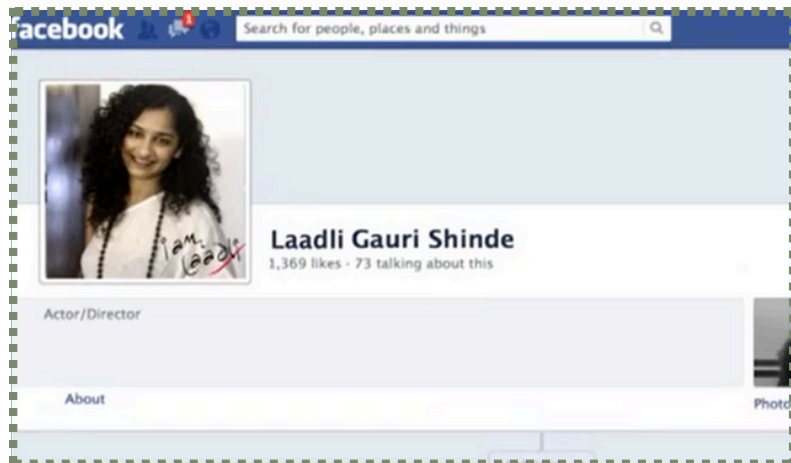 facebook
1
Search for people, places and things
i am
Laadli
Laadli Gauri Shinde
1,369 likes · 73 talking about this
Actor/Director
About
Photo